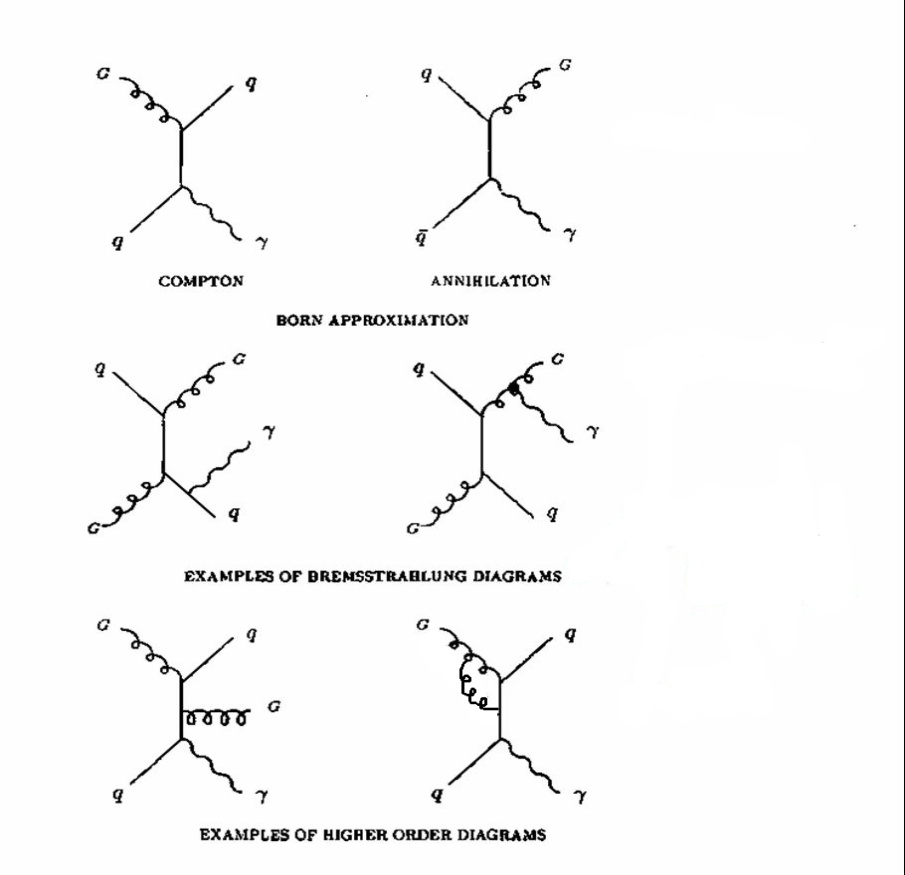 G q q G
q γ q̄ γ
COMPTON ANNIHILATION
BORN APPROXIMATION
q G q G
γ γ
G q G q
EXAMPLES OF BREMSSTRAHLUNG DIAGRAMS
G q G q
G
q γ q γ
EXAMPLES OF HIGHER ORDER DIAGRAMS